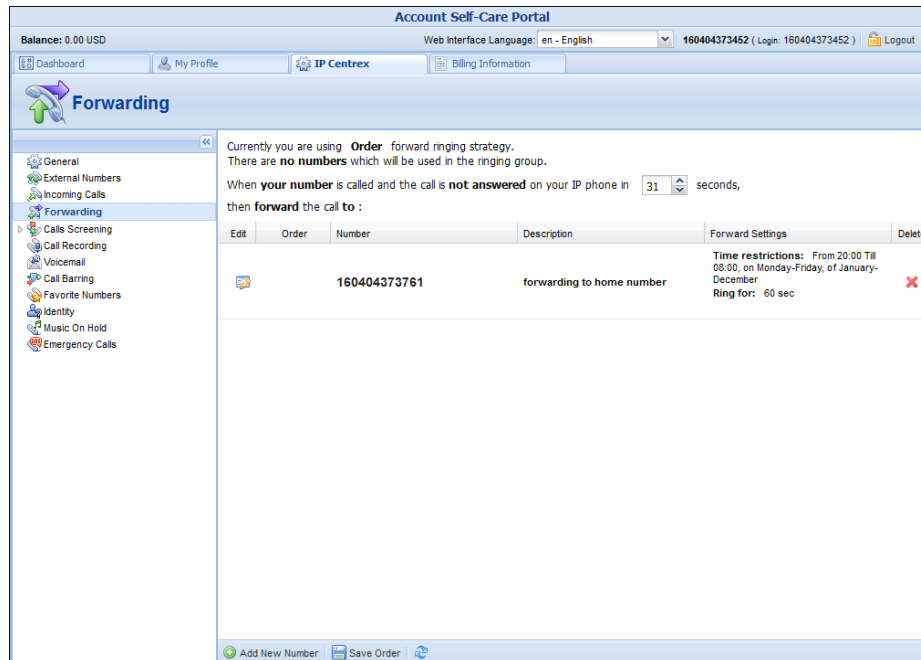 Account Self-Care Portal
Balance: 0.00 USD
Web Interface Language: en - English
160404373452 ( Login: 160404373452 )
Logout
Dashboard
My Profile
IP Centrex
Billing Information
Forwarding
General
External Numbers
Incoming Calls
Forwarding
Calls Screening
Call Recording
Voicemail
Call Barring
Favorite Numbers
Identity
Music On Hold
Emergency Calls
Currently you are using Order forward ringing strategy.
There are no numbers which will be used in the ringing group.
When your number is called and the call is not answered on your IP phone in 31 seconds,
then forward the call to :
Edit Order Number Description Forward Settings Delet
160404373761
forwarding to home number
Time restrictions: From 20:00 Till
08:00, on Monday-Friday, of January-
December
Ring for: 60 sec
Add New Number
Save Order